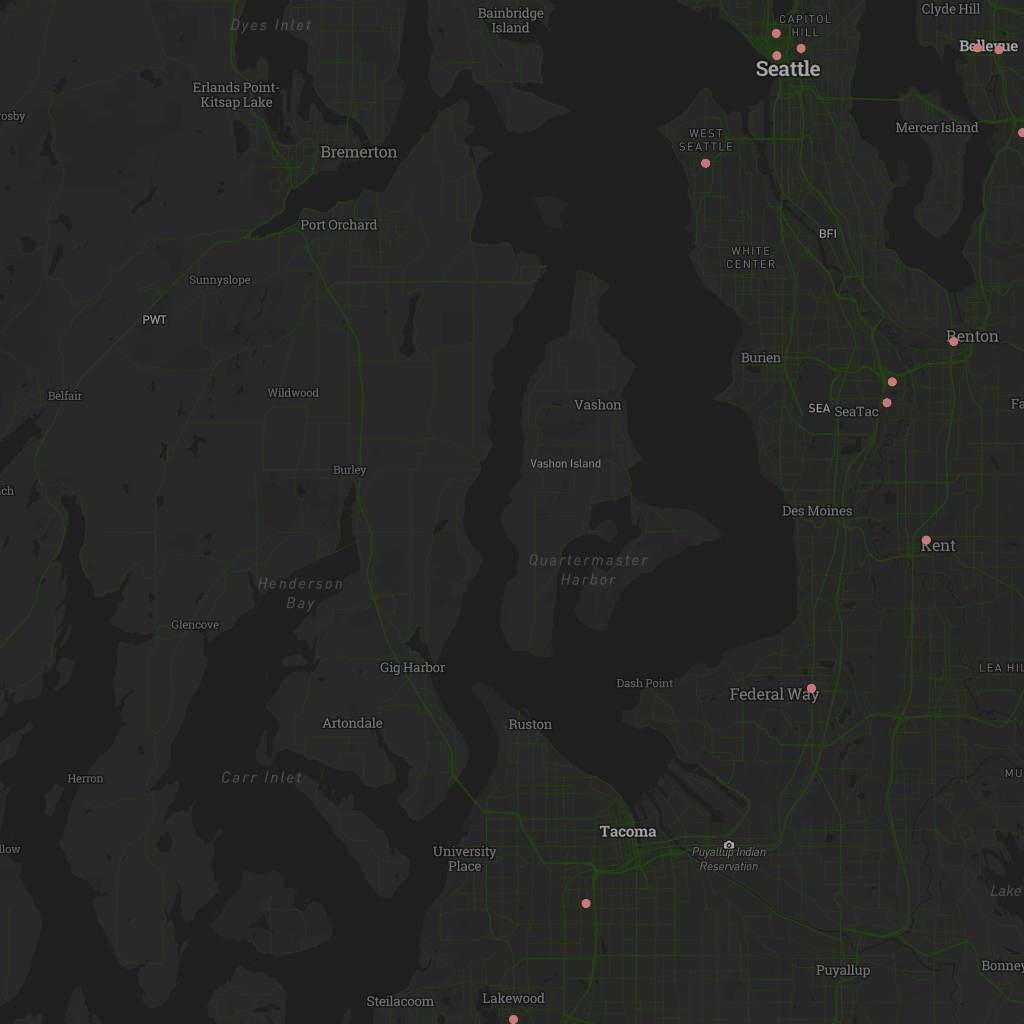 Dyes Inlet
Bainbridge
Island
Clyde Hill
CAPITOL
HILL
Bellevue
Seattle
Erlands Point-
Kitsap Lake
Mercer Island
WEST
SEATTLE
Bremerton
Port Orchard
BFI
WHITE
CENTER
Sunnyslope
PWT
Renton
Burien
Belfair
Wildwood
Vashon
SEA
SeaTac
Burley
Vashon Island
Des Moines
Kent
Quartermaster
Harbor
Henderson
Bay
Glencove
Gig Harbor
Dash Point
Federal Way
Artondale
Ruston
Herron
Carr Inlet
Tacoma
University
Place
Puyallup Indian
Reservation
Lake
Puyallup
Steilacoom
Lakewood